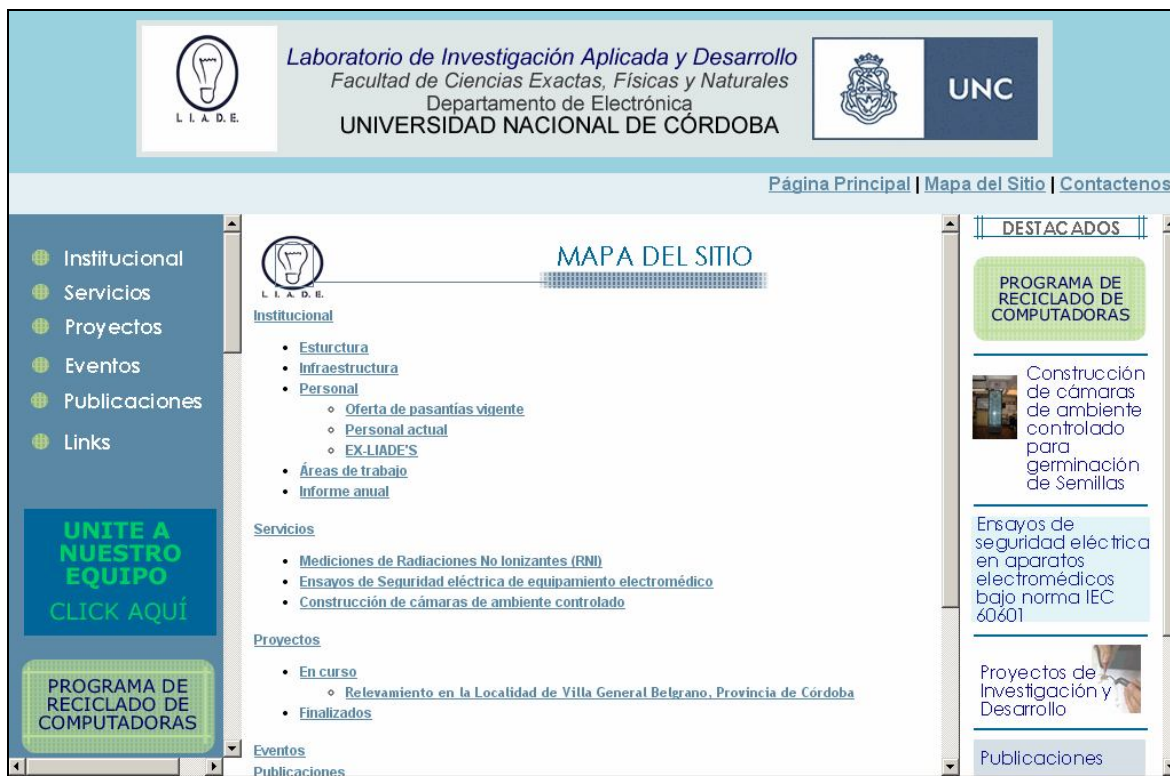 L. I. A. D. E.
Laboratorio de Investigación Aplicada y Desarrollo
Facultad de Ciencias Exactas, Físicas y Naturales
Departamento de Electrónica
UNIVERSIDAD NACIONAL DE CÓRDOBA
UNC
Página Principal | Mapa del Sitio | Contactenos
Institucional
Servicios
Proyectos
Eventos
Publicaciones
Links
UNITE A
NUESTRO
EQUIPO
CLICK AQUÍ
PROGRAMA DE
RECICLADO DE
COMPUTADORAS
L. I. A. D. E.
MAPA DEL SITIO
Institucional
Esturctura
Infraestructura
Personal
Oferta de pasantías vigente
Personal actual
EX-LIADE'S
Áreas de trabajo
Informe anual
Servicios
Mediciones de Radiaciones No Ionizantes (RNI)
Ensayos de Seguridad eléctrica de equipamiento electromédico
Construcción de cámaras de ambiente controlado
Proyectos
En curso
Relevamiento en la Localidad de Villa General Belgrano, Provincia de Córdoba
Finalizados
Eventos
Publicaciones
DESTACADOS
PROGRAMA DE
RECICLADO DE
COMPUTADORAS
Construcción
de cámaras
de ambiente
controlado
para
germinación
de Semillas
Ensayos de
seguridad eléctrica
en aparatos
electromédicos
bajo norma IEC
60601
Proyectos de
Investigación y
Desarrollo
Publicaciones